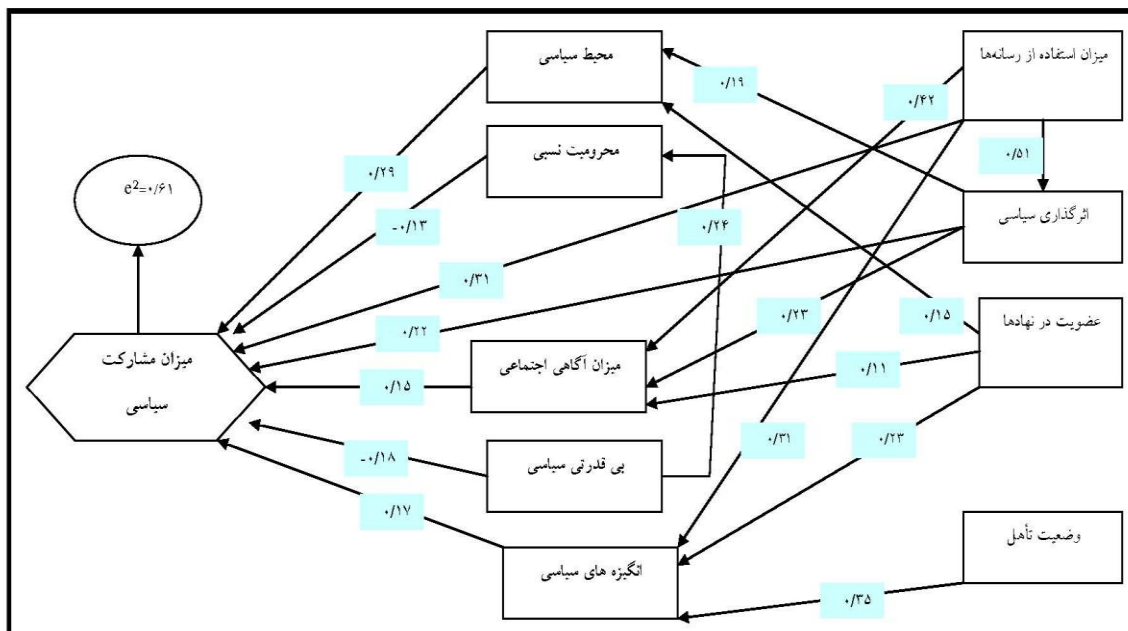 میزان استفاده از رسانه‌ها
محیط سیاسی
۰/۱۹
۰/۴۲
محرومیت نسبی
۰/۵۱
۰/۲۹
e²=۰/۶۱
اثرگذاری سیاسی
-۰/۱۳
۰/۲۴
۰/۳۱
عضویت در نهادها
۰/۱۵
۰/۲۳
۰/۲۲
میزان مشارکت
سیاسی
میزان آگاهی اجتماعی
۰/۱۱
۰/۱۵
۰/۳۱
۰/۲۳
بی قدرتی سیاسی
-۰/۱۸
۰/۱۷
وضعیت تأهل
انگیزه های سیاسی
۰/۳۵